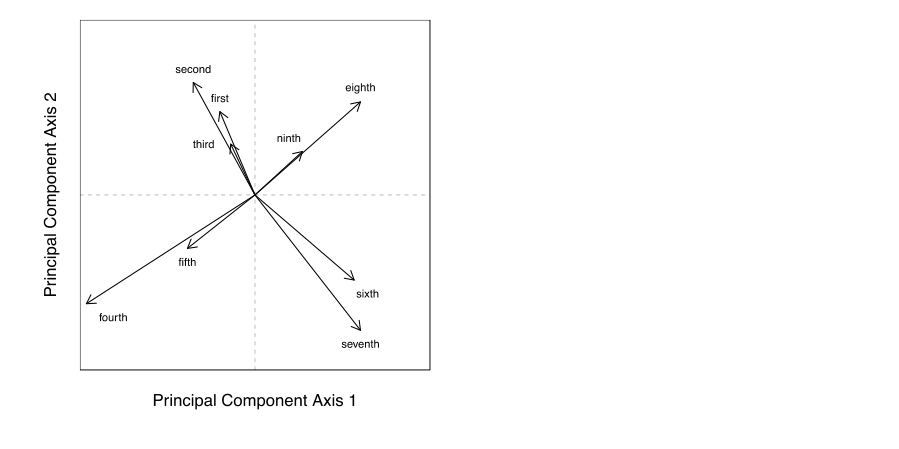 second
eighth
first
ninth
third
fifth
sixth
fourth
seventh
Principal Component Axis 2
Principal Component Axis 1